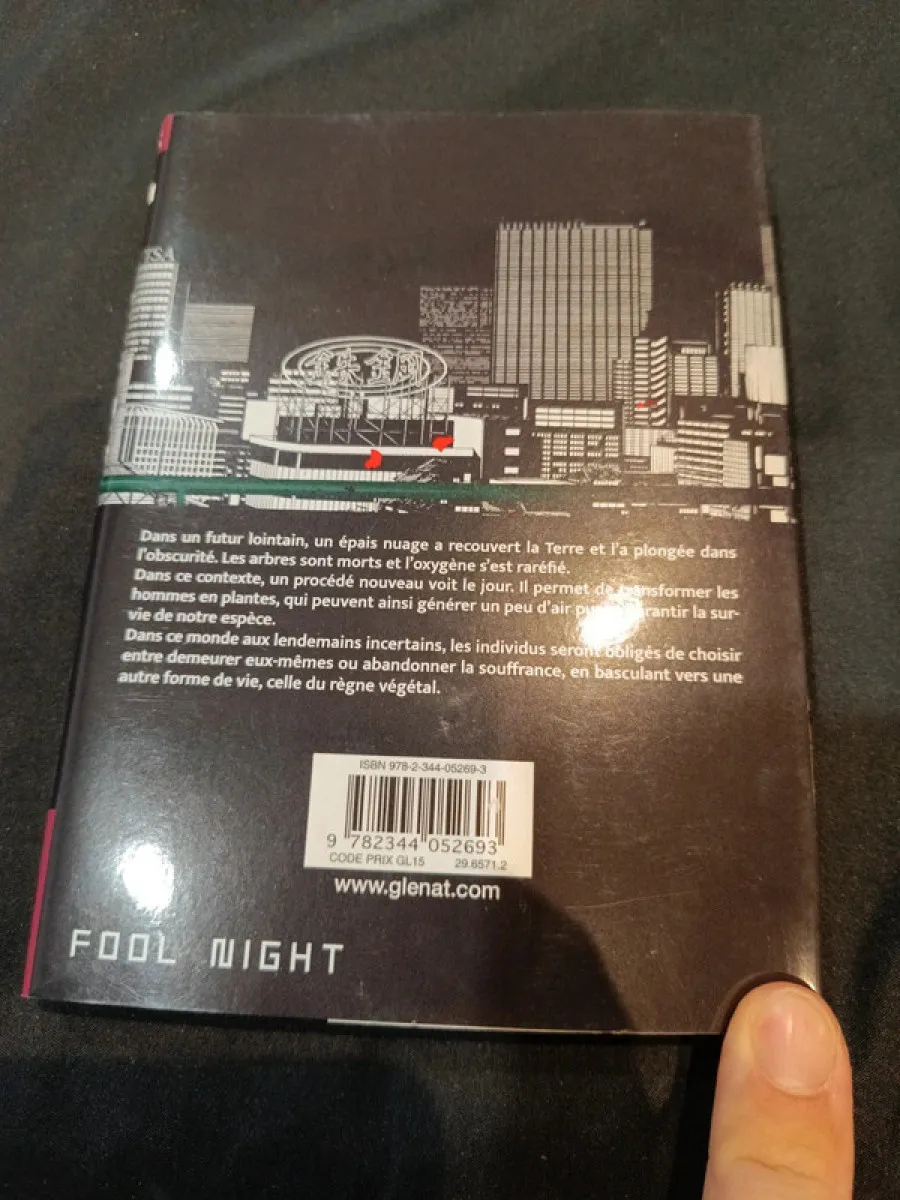 Dans un futur lointain, un épais nuage a recouvert la Terre et l'a plongée dans
l'obscurité. Les arbres sont morts et l'oxygène s'est raréfié.
Dans ce contexte, un procédé nouveau voit le jour. Il permet de transformer les
hommes en plantes, qui peuvent ainsi générer un peu d'air garantir la sur-
vie de notre espèce.
Dans ce monde aux lendemains incertains, les individus seront obligés de choisir
entre demeurer eux-mêmes ou abandonner la souffrance, en basculant vers une
autre forme de vie, celle du règne végétal.
ISBN 978-2-344-05269-3
9 782344 052693
CODE PRIX GL15 29.6571.2
www.glenat.com
FOOL NIGHT